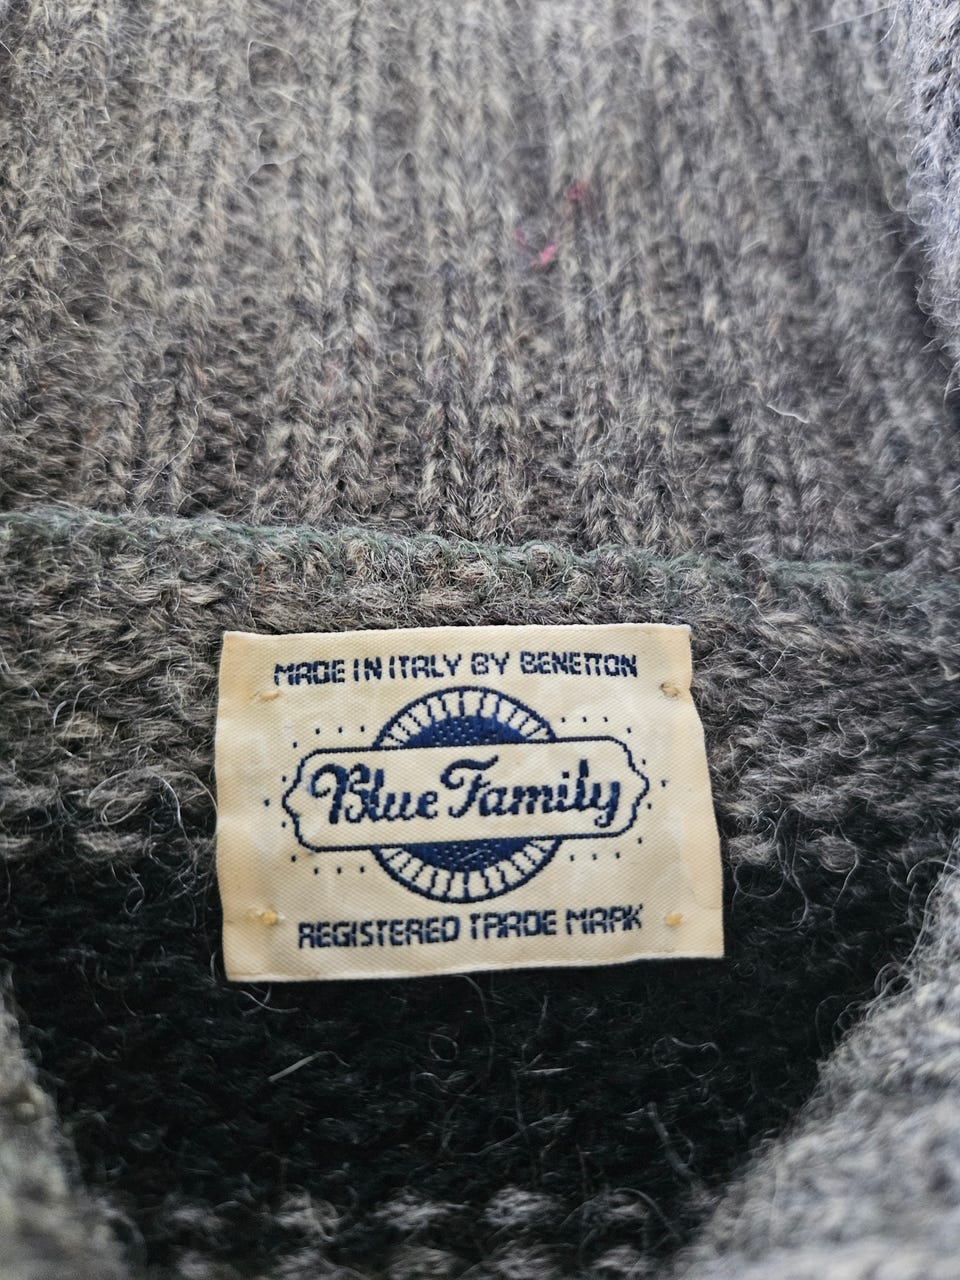 MADE IN ITALY BY BENETTON
Blue Family
REGISTERED TRADE MARK